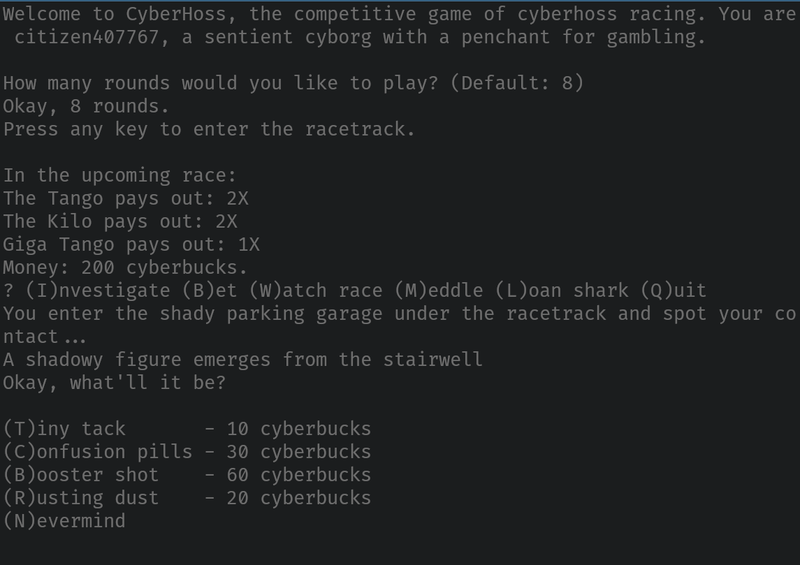 Welcome to CyberHoss, the competitive game of cyberhoss racing. You are
 citizen407767, a sentient cyborg with a penchant for gambling.

How many rounds would you like to play? (Default: 8)
Okay, 8 rounds.
Press any key to enter the racetrack.

In the upcoming race:
The Tango pays out: 2X
The Kilo pays out: 2X
Giga Tango pays out: 1X
Money: 200 cyberbucks.
? (I)nvestigate (B)et (W)atch race (M)eddle (L)oan shark (Q)uit
You enter the shady parking garage under the racetrack and spot your co
ntact...
A shadowy figure emerges from the stairwell
Okay, what'll it be?

(T)iny tack       - 10 cyberbucks
(C)onfusion pills - 30 cyberbucks
(B)ooster shot    - 60 cyberbucks
(R)usting dust    - 20 cyberbucks
(N)evermind